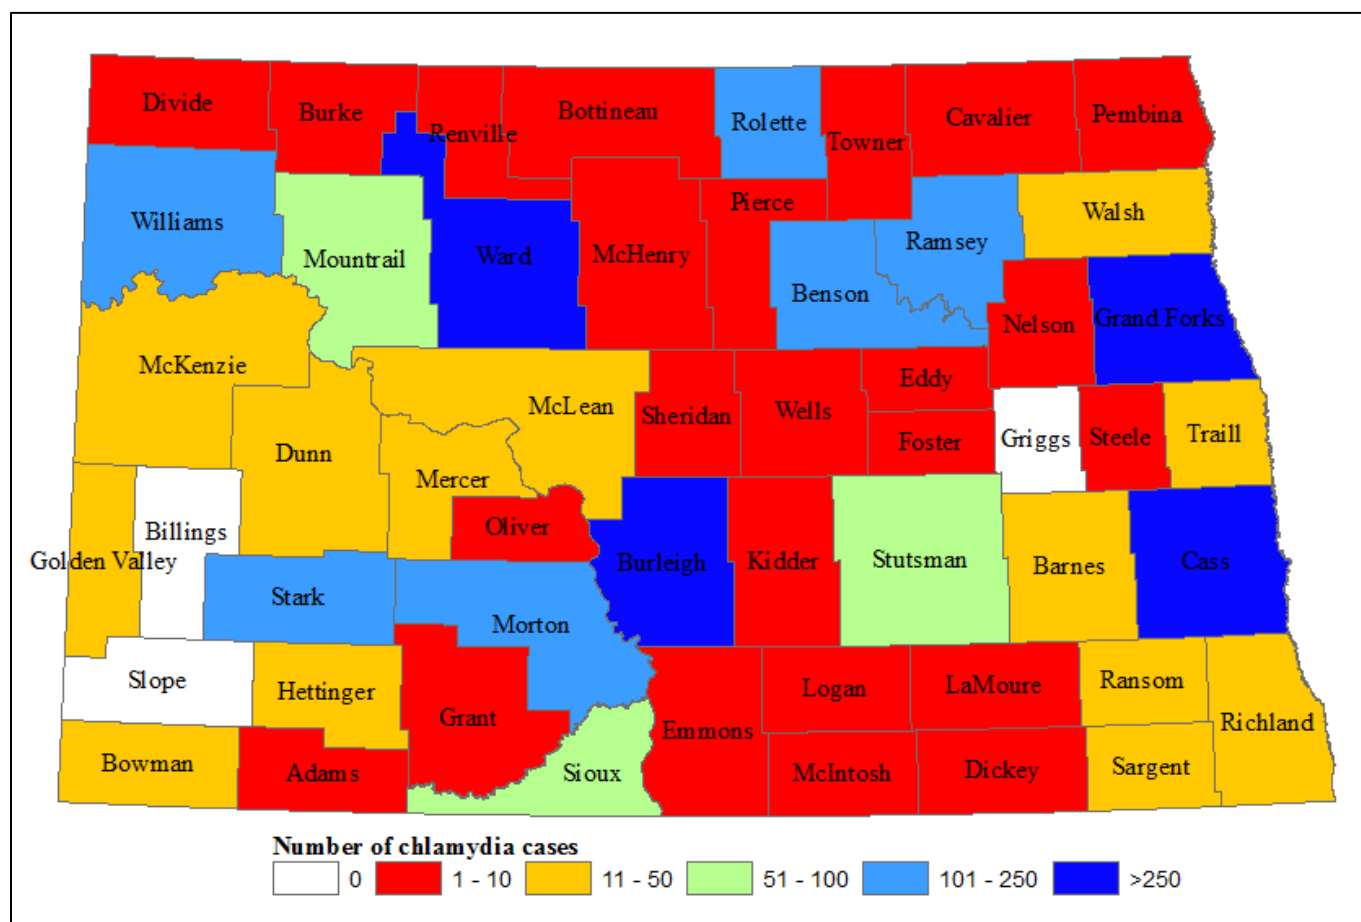 Divide
Burke
Renville
Bottineau
Rolette
Towner
Cavalier
Pembina
Williams
Mountrail
Ward
McHenry
Pierce
Benson
Ramsey
Walsh
Nelson
Grand Forks
McKenzie
Dunn
McLean
Mercer
Oliver
Sheridan
Wells
Eddy
Foster
Griggs
Steele
Traill
Golden Valley
Billings
Stark
Morton
Burleigh
Kidder
Stutsman
Barnes
Cass
Slope
Hettinger
Grant
Emmons
Logan
LaMoure
Ransom
Richland
Bowman
Adams
Sioux
McIntosh
Dickey
Sargent
Number of chlamydia cases
0 1 - 10 11 - 50 51 - 100 101 - 250 >250